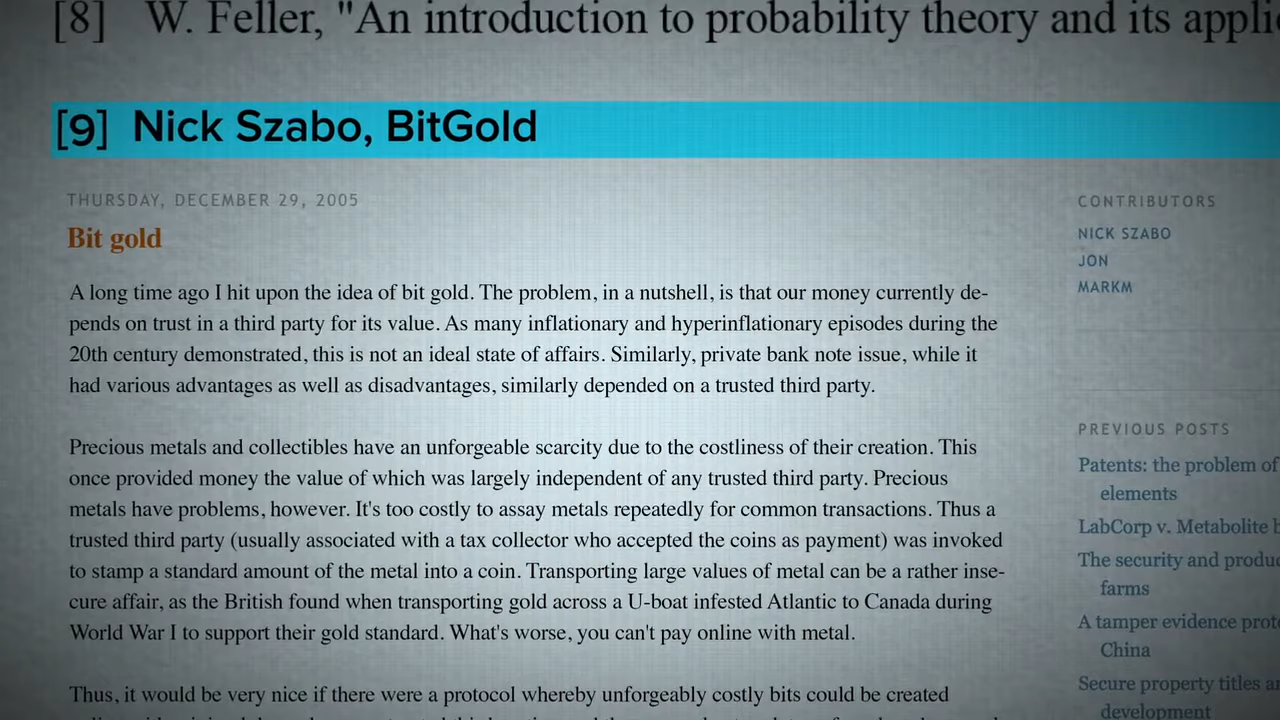 [8] W. Feller, "An introduction to probability theory and its
[9] Nick Szabo, BitGold
THURSDAY, DECEMBER 29, 2005
Bit gold
A long time ago I hit upon the idea of bit gold. The problem, in a nutshell, is that our money currently de-
pends on trust in a third party for its value. As many inflationary and hyperinflationary episodes during the
20th century demonstrated, this is not an ideal state of affairs. Similarly, private bank note issue, while it
had various advantages as well as disadvantages, similarly depended on a trusted third party.
Precious metals and collectibles have an unforgeable scarcity due to the costliness of their creation. This
once provided money the value of which was largely independent of any trusted third party. Precious
metals have problems, however. It's too costly to assay metals repeatedly for common transactions. Thus a
trusted third party (usually associated with a tax collector who accepted the coins as payment) was invoked
to stamp a standard amount of the metal into a coin. Transporting large values of metal can be a rather inse-
cure affair, as the British found when transporting gold across a U-boat infested Atlantic to Canada during
World War I to support their gold standard. What's worse, you can't pay online with metal.
Thus, it would be very nice if there were a protocol whereby unforgeably costly bits could be created
CONTRIBUTORS
NICK SZABO
JON
MARKM
PREVIOUS POSTS
Patents: the problem of
elements
LabCorp v. Metabolite
The security and
farms
A tamper evidence
China
Secure property titles
development